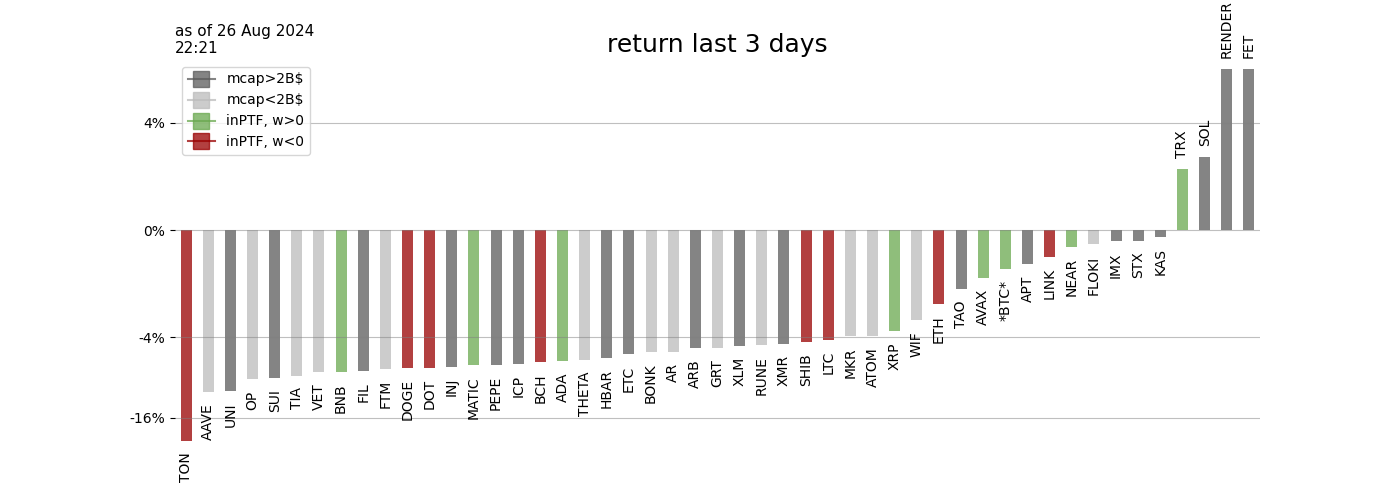 as of 26 Aug 2024
22:21
return last 3 days
mcap>2B$
mcap<2B$
inPTF, w>0
inPTF, w<0
4%
0%
-4%
-16%
TON
AAVE
UNI
OP
SUI
TIA
VET
BNB
FIL
FTM
DOGE
DOT
INJ
MATIC
PEPE
ICP
BCH
ADA
THETA
HBAR
ETC
BONK
AR
ARB
GRT
XLM
RUNE
XMR
SHIB
LTC
MKR
ATOM
XRP
WIF
ETH
TAO
AVAX
*BTC*
APT
LINK
NEAR
FLOKI
IMX
STX
KAS
TRX
SOL
RENDER
FET